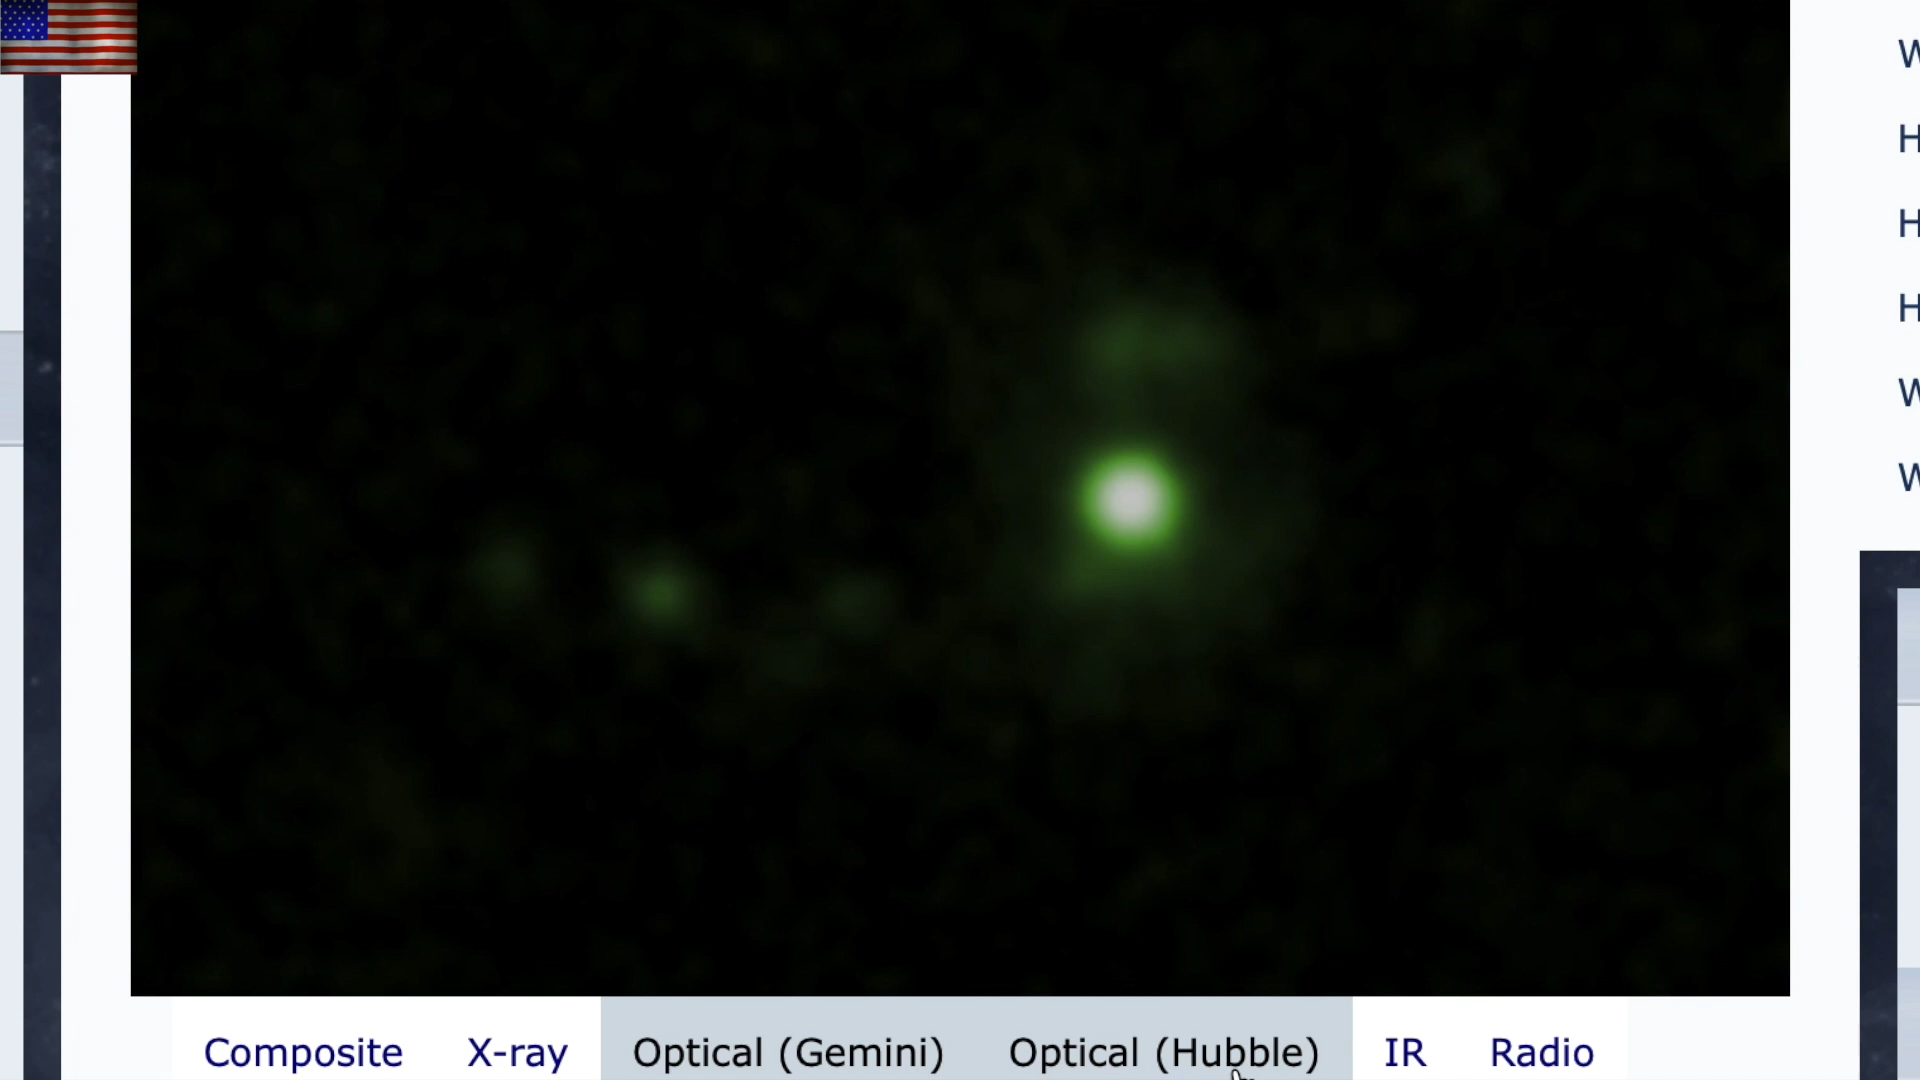 W
H
H
H
W
W
Composite X-ray Optical (Gemini) Optical (Hubble) IR Radio